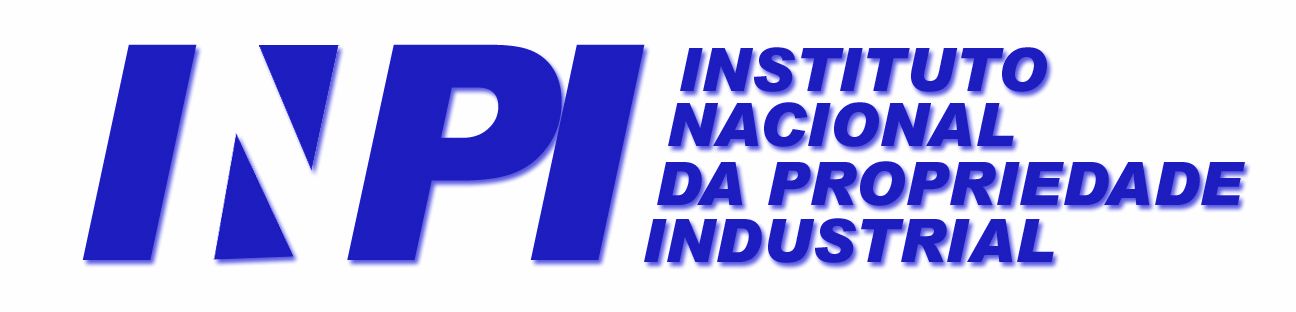 INPI
INSTITUTO
NACIONAL
DA PROPRIEDADE
INDUSTRIAL